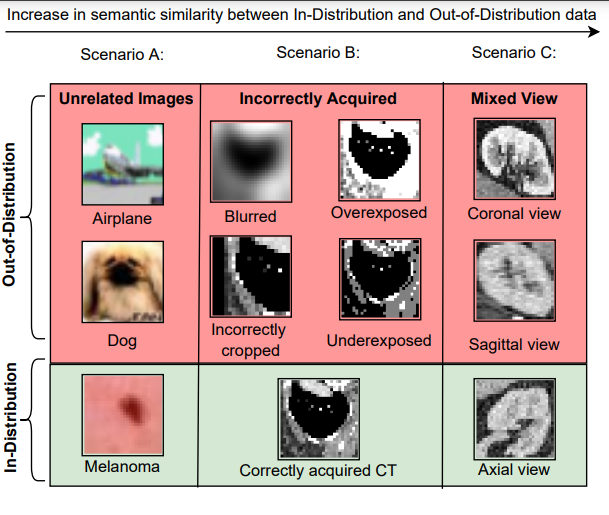 Increase in semantic similarity between In-Distribution and Out-of-Distribution data
Scenario A:
Scenario B:
Scenario C:
Out-of-Distribution
Unrelated Images
Incorrectly Acquired
Mixed View
Airplane
Blurred
Overexposed
Coronal view
Dog
Incorrectly
cropped
Underexposed
Sagittal view
In-Distribution
Melanoma
Correctly acquired CT
Axial view